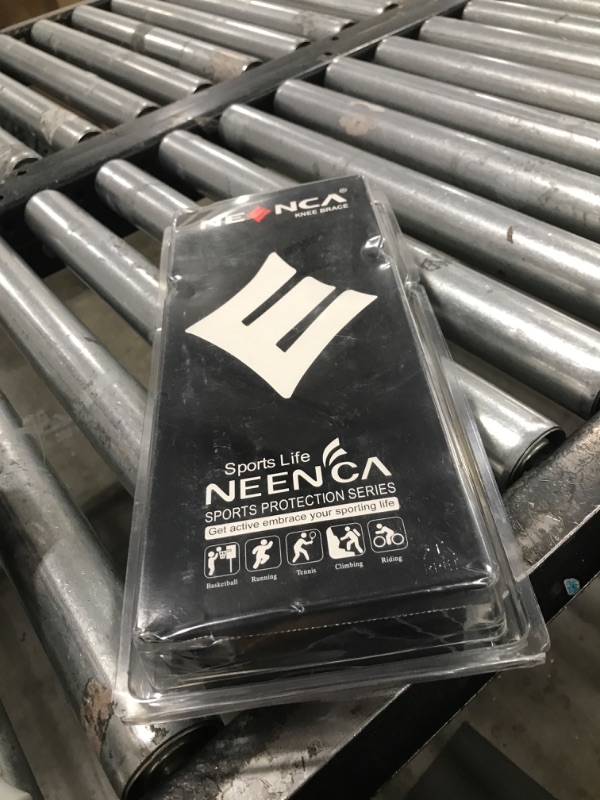 NEENCA®
KNEE BRACE
Sports Life
NEENCA
SPORTS PROTECTION SERIES
Get active embrace your sporting life
Basketball Running Tennis Climbing Riding